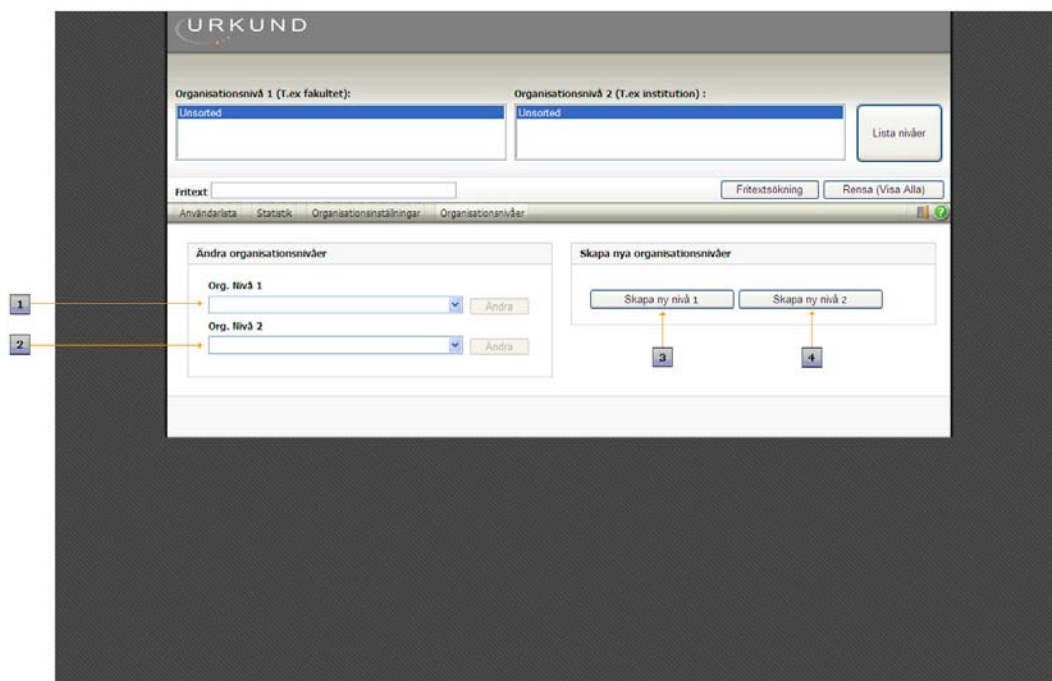 URKUND
Organisationsnivå 1 (T.ex fakultet):
Organisationsnivå 2 (T.ex institution) :
Unsorted
Unsorted
Lista nivåer
Fritext
Fritextsökning
Rensa (Visa Alla)
Användarlista Statistik Organisationsinställningar Organisationsnivåer
Ändra organisationsnivåer
Skapa nya organisationsnivåer
Org. Nivå 1
1
Ändra
Skapa ny nivå 1
Skapa ny nivå 2
Org. Nivå 2
2
Ändra
3
4